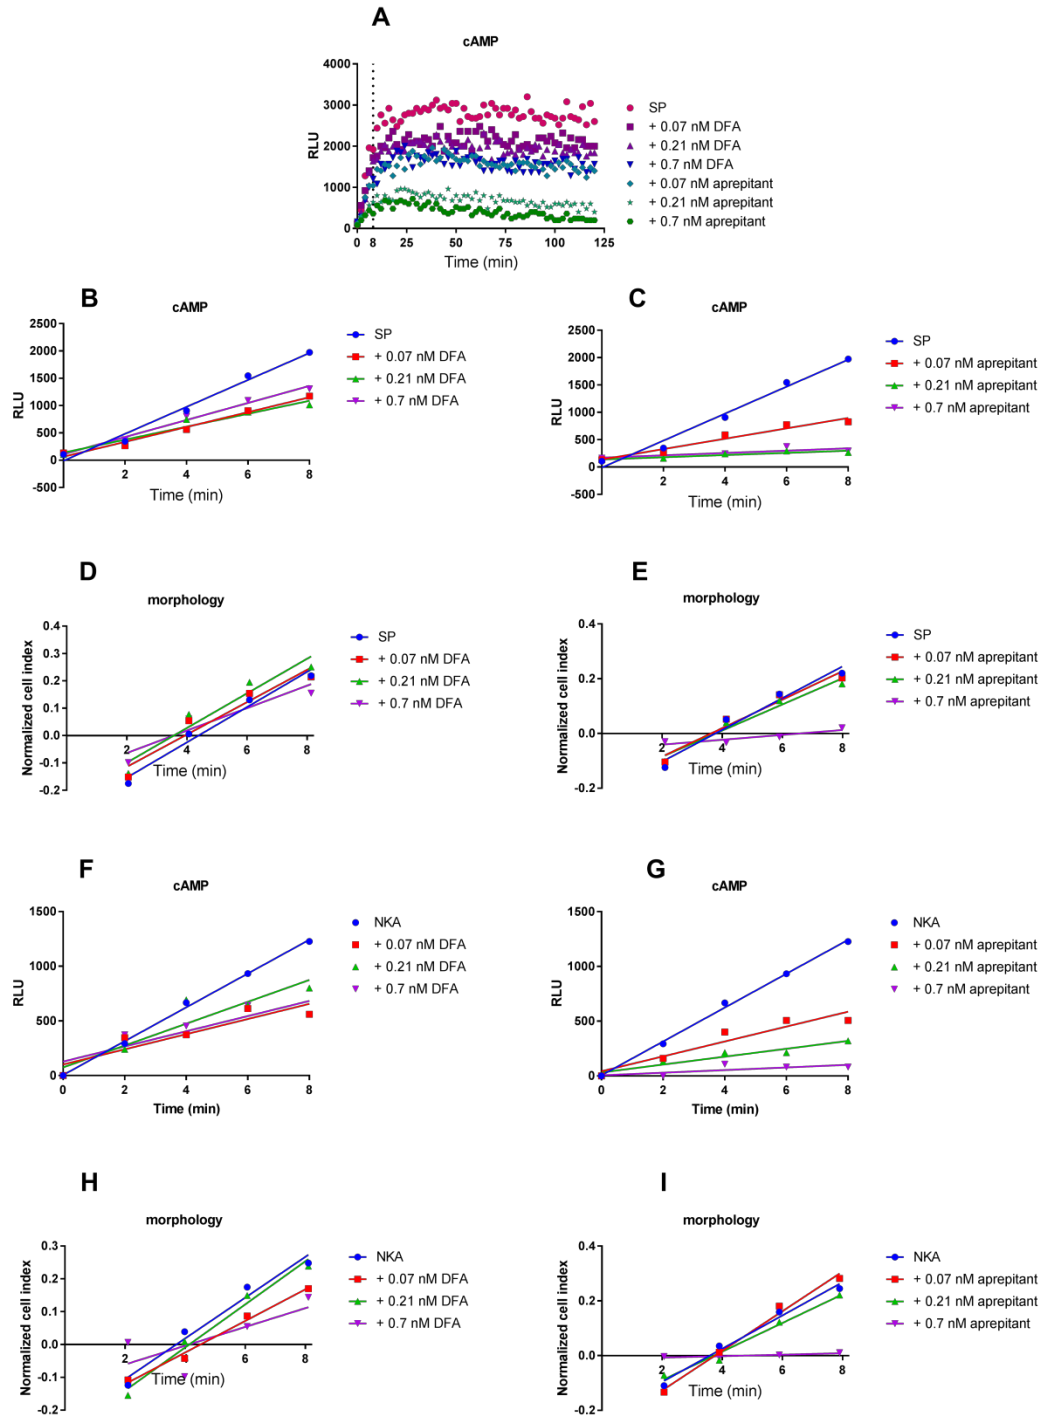 A
cAMP
4000
3000
2000
1000
0
RLU
0 8 25 50 75 100 125
Time (min)
SP
+ 0.07 nM DFA
+ 0.21 nM DFA
+ 0.7 nM DFA
+ 0.07 nM aprepitant
+ 0.21 nM aprepitant
+ 0.7 nM aprepitant
B
cAMP
2500
2000
1500
1000
500
0
-500
RLU
2 4 6 8
Time (min)
SP
+ 0.07 nM DFA
+ 0.21 nM DFA
+ 0.7 nM DFA
C
cAMP
2500
2000
1500
1000
500
0
-500
RLU
2 4 6 8
Time (min)
SP
+ 0.07 nM aprepitant
+ 0.21 nM aprepitant
+ 0.7 nM aprepitant
D
morphology
0.4
0.3
0.2
0.1
0.0
-0.1
-0.2
Normalized cell index
2 4 6 8
Time (min)
SP
+ 0.07 nM DFA
+ 0.21 nM DFA
+ 0.7 nM DFA
E
morphology
0.4
0.2
0.0
-0.2
Normalized cell index
2 4 6 8
Time (min)
SP
+ 0.07 nM aprepitant
+ 0.21 nM aprepitant
+ 0.7 nM aprepitant
F
cAMP
1500
1000
500
0
RLU
0 2 4 6 8
Time (min)
NKA
+ 0.07 nM DFA
+ 0.21 nM DFA
+ 0.7 nM DFA
G
cAMP
1500
1000
500
0
RLU
0 2 4 6 8
Time (min)
NKA
+ 0.07 nM aprepitant
+ 0.21 nM aprepitant
+ 0.7 nM aprepitant
H
morphology
0.3
0.2
0.1
0.0
-0.1
-0.2
Normalized cell index
2 4 6 8
Time (min)
NKA
+ 0.07 nM DFA
+ 0.21 nM DFA
+ 0.7 nM DFA
I
morphology
0.4
0.2
0.0
-0.2
Normalized cell index
2 4 6 8
Time (min)
NKA
+ 0.07 nM aprepitant
+ 0.21 nM aprepitant
+ 0.7 nM aprepitant